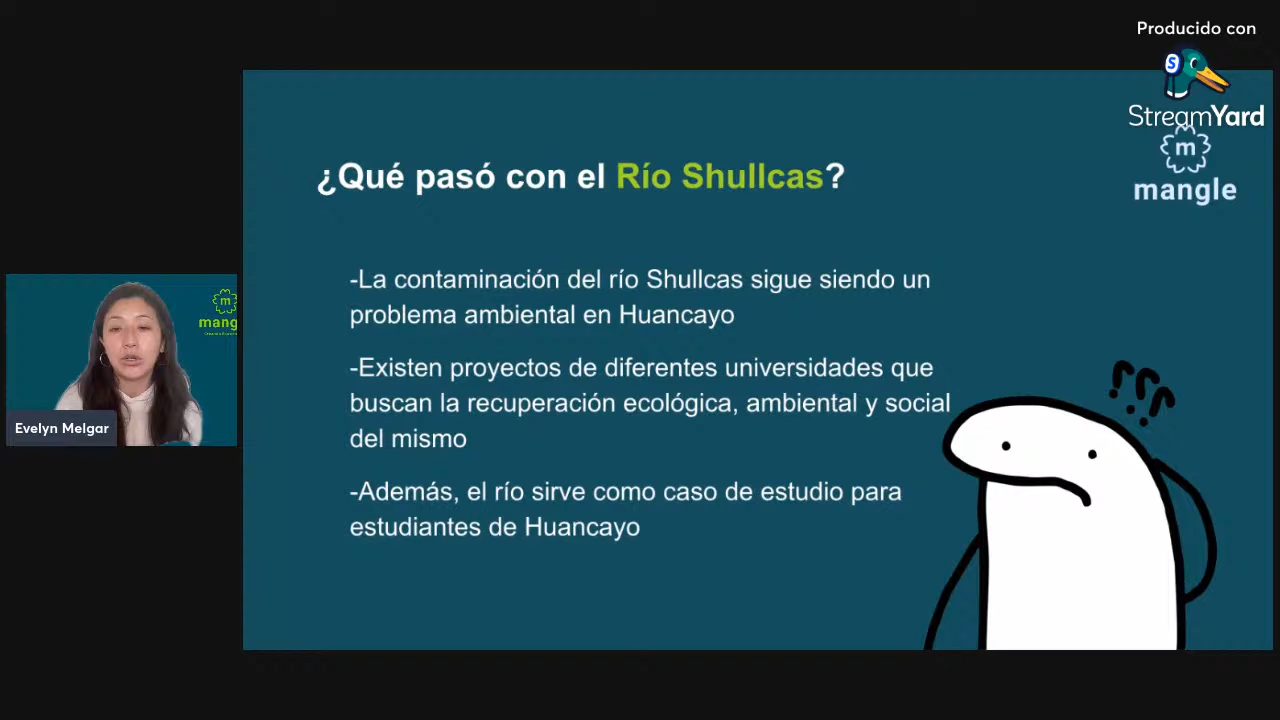 Producido con
S
StreamYard
m
mangle
¿Qué pasó con el Río Shullcas?
-La contaminación del río Shullcas sigue siendo un
problema ambiental en Huancayo
-Existen proyectos de diferentes universidades que
buscan la recuperación ecológica, ambiental y social
del mismo
-Además, el río sirve como caso de estudio para
estudiantes de Huancayo
???
m
mang
Evelyn Melgar